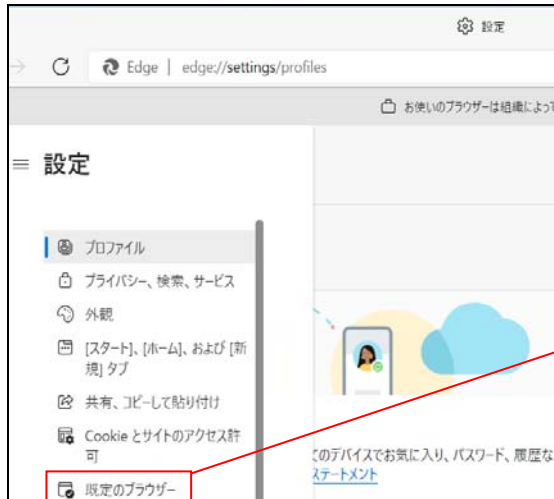 設定
Edge | edge://settings/profiles
お使いのブラウザーは組織によって
設定
プロファイル
プライバシー、検索、サービス
外観
[スタート]、[ホーム]、および [新
規] タブ
共有、コピーして貼り付け
Cookie とサイトのアクセス許
可
てのデバイスでお気に入り、パスワード、履歴な
ステートメント
既定のブラウザー